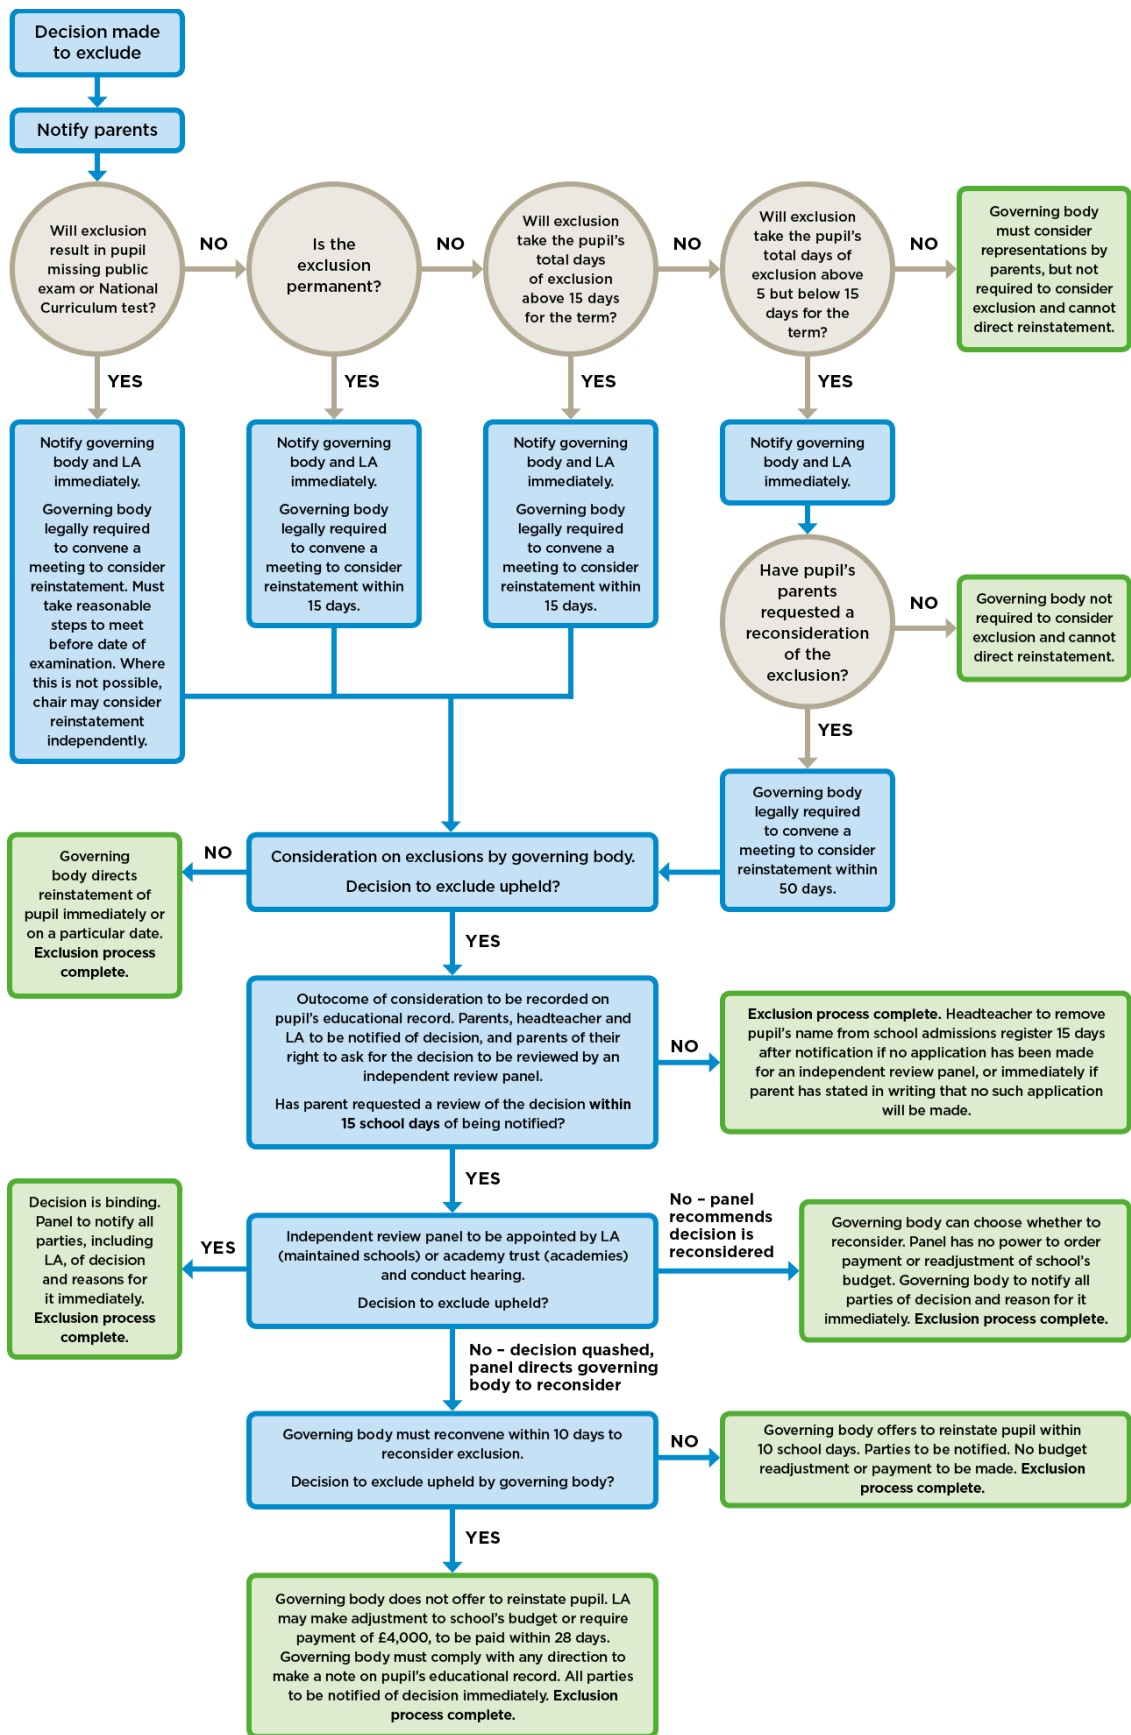 Decision made
to exclude
Notify parents
Will exclusion
result in pupil
missing public
exam or National
Curriculum test?
NO
Is the
exclusion
permanent?
NO
Will exclusion
take the pupil's
total days
of exclusion
above 15 days
for the term?
NO
Will exclusion
take the pupil's
total days of
exclusion above
5 but below 15
days for the
term?
NO
Governing body
must consider
representations by
parents, but not
required to consider
exclusion and cannot
direct reinstatement.
YES
YES
YES
YES
Notify governing
body and LA
immediately.
Governing body
legally required
to convene a
meeting to consider
reinstatement. Must
take reasonable
steps to meet
before date of
examination. Where
this is not possible,
chair may consider
reinstatement
independently.
Notify governing
body and LA
immediately.
Governing body
legally required
to convene a
meeting to consider
reinstatement within
15 days.
Notify governing
body and LA
immediately.
Governing body
legally required
to convene a
meeting to consider
reinstatement within
15 days.
Notify governing
body and LA
immediately.
Have pupil's
parents
requested a
reconsideration
of the
exclusion?
NO
Governing body not
required to consider
exclusion and cannot
direct reinstatement.
YES
Governing body
legally required
to convene a
meeting to consider
reinstatement within
50 days.
Consideration on exclusions by governing body.
Decision to exclude upheld?
NO
Governing
body directs
reinstatement of
pupil immediately or
on a particular date.
Exclusion process
complete.
YES
Outocome of consideration to be recorded on
pupil's educational record. Parents, headteacher and
LA to be notified of decision, and parents of their
right to ask for the decision to be reviewed by an
independent review panel.
Has parent requested a review of the decision within
15 school days of being notified?
NO
Exclusion process complete. Headteacher to remove
pupil's name from school admissions register 15 days
after notification if no application has been made
for an independent review panel, or immediately if
parent has stated in writing that no such application
will be made.
YES
Independent review panel to be appointed by LA
(maintained schools) or academy trust (academies)
and conduct hearing.
Decision to exclude upheld?
YES
Decision is binding.
Panel to notify all
parties, including
LA, of decision
and reasons for
it immediately.
Exclusion process
complete.
No – panel
recommends
decision is
reconsidered
Governing body can choose whether to
reconsider. Panel has no power to order
payment or readjustment of school's
budget. Governing body to notify all
parties of decision and reason for it
immediately. Exclusion process complete.
No – decision quashed,
panel directs governing
body to reconsider
Governing body must reconvene within 10 days to
reconsider exclusion.
Decision to exclude upheld by governing body?
NO
Governing body offers to reinstate pupil within
10 school days. Parties to be notified. No budget
readjustment or payment to be made. Exclusion
process complete.
YES
Governing body does not offer to reinstate pupil. LA
may make adjustment to school's budget or require
payment of £4,000, to be paid within 28 days.
Governing body must comply with any direction to
make a note on pupil's educational record. All parties
to be notified of decision immediately. Exclusion
process complete.